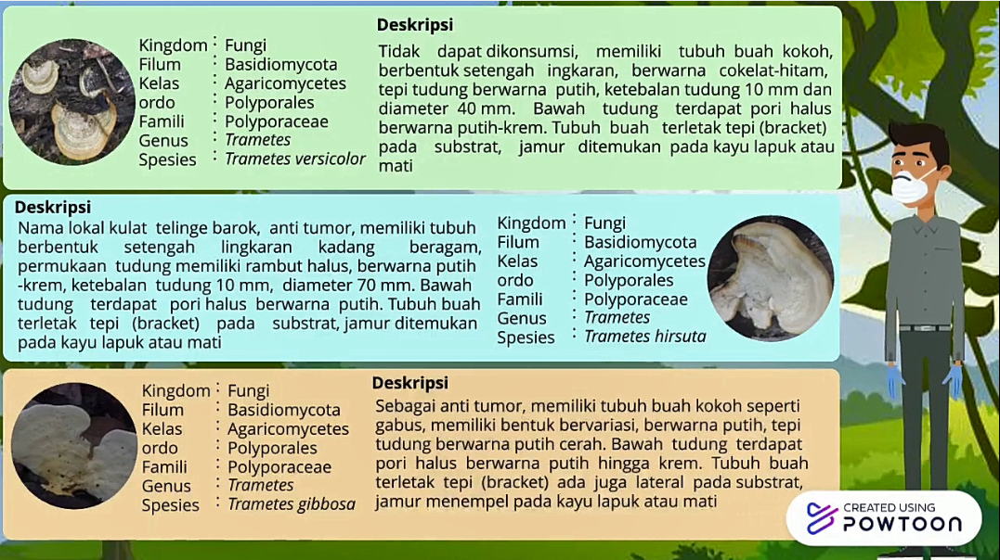 Deskripsi
Kingdom : Fungi
Filum : Basidiomycota
Kelas : Agaricomycetes
ordo : Polyporales
Famili : Polyporaceae
Genus : Trametes
Spesies : Trametes versicolor
Tidak dapat dikonsumsi, memiliki tubuh buah kokoh,
berbentuk setengah ingkaran, berwarna cokelat-hitam,
tepi tudung berwarna putih, ketebalan tudung 10 mm dan
diameter 40 mm. Bawah tudung terdapat pori halus
berwarna putih-krem. Tubuh buah terletak tepi (bracket)
pada substrat, jamur ditemukan pada kayu lapuk atau
mati
Deskripsi
Nama lokal kulat telinge barok, anti tumor, memiliki tubuh
berbentuk setengah lingkaran kadang beragam,
permukaan tudung memiliki rambut halus, berwarna putih
-krem, ketebalan tudung 10 mm, diameter 70 mm. Bawah
tudung terdapat pori halus berwarna putih. Tubuh buah
terletak tepi (bracket) pada substrat, jamur ditemukan
pada kayu lapuk atau mati
Kingdom : Fungi
Filum : Basidiomycota
Kelas : Agaricomycetes
ordo : Polyporales
Famili : Polyporaceae
Genus : Trametes
Spesies : Trametes hirsuta
Kingdom : Fungi
Filum : Basidiomycota
Kelas : Agaricomycetes
ordo : Polyporales
Famili : Polyporaceae
Genus : Trametes
Spesies : Trametes gibbosa
Deskripsi
Sebagai anti tumor, memiliki tubuh buah kokoh seperti
gabus, memiliki bentuk bervariasi, berwarna putih, tepi
tudung berwarna putih cerah. Bawah tudung terdapat
pori halus berwarna putih hingga krem. Tubuh buah
terletak tepi (bracket) ada juga lateral pada substrat,
jamur menempel pada kayu lapuk atau mati
CREATED USING
POWTOON